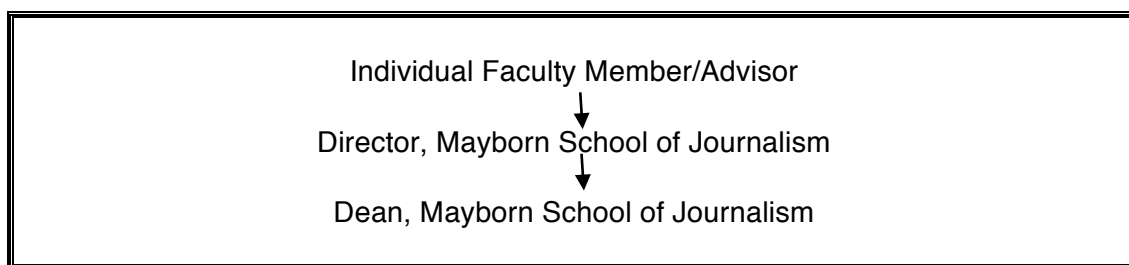 Individual Faculty Member/Advisor
Director, Mayborn School of Journalism
Dean, Mayborn School of Journalism